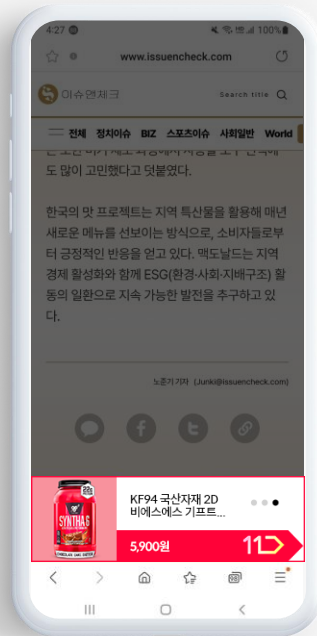 4:27
100%
www.issuencheck.com
이슈엔체크
Search title
전체 정치이슈 BIZ 스포츠이슈 사회일반 World
도 많이 고민했다고 덧붙였다.
한국의 맛 프로젝트는 지역 특산물을 활용해 매년
새로운 메뉴를 선보이는 방식으로, 소비자들로부
터 긍정적인 반응을 얻고 있다. 맥도날드는 지역
경제 활성화와 함께 ESG(환경·사회·지배구조) 활
동의 일환으로 지속 가능한 발전을 추구하고 있
다.
노준기 기자 (Junki@issuencheck.com)
22g
SYNTHA6
CHOCOLATE CAKE BATTER
KF94 국산자재 2D
비에스에스 기프트...
5,900원
11